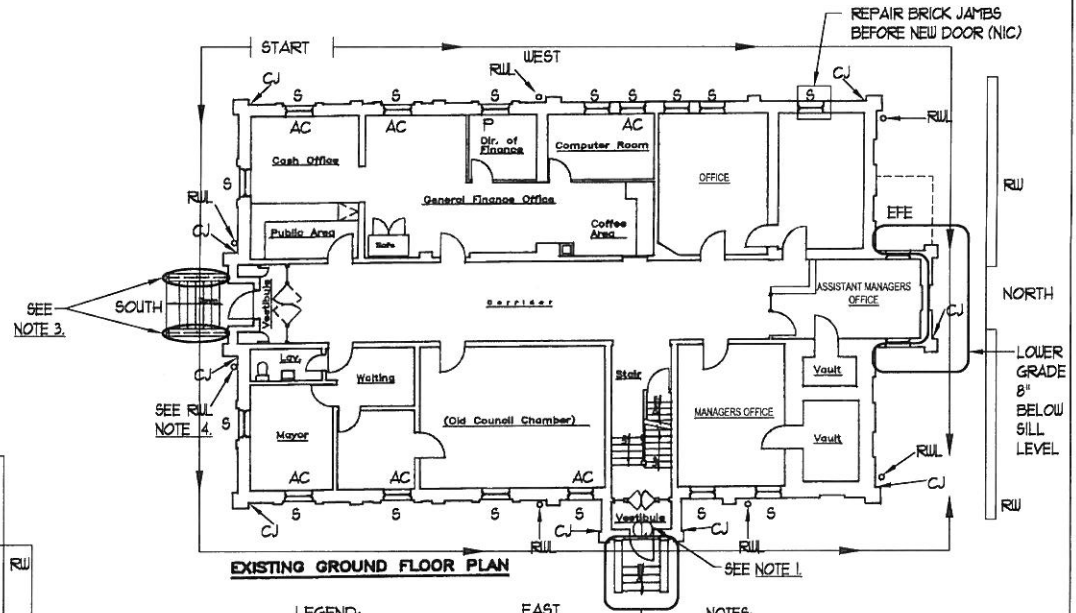 REPAIR BRICK JAMBS
BEFORE NEW DOOR (NIC)
START
WEST
RWL
CJ
CJ
S
S
S
S
S
S
S
S
AC
AC
P
AC
RWL
Cash Office
Dir. of
Finance
Computer Room
OFFICE
S
RW
RWL
CJ
General Finance Office
Public Area
Safe
Coffee
Area
EFE
SEE
NOTE 3.
SOUTH
Vestibule
Corridor
ASSISTANT MANAGERS
OFFICE
NORTH
CJ
Lav.
Waiting
Stair
Vault
LOWER
GRADE
8"
BELOW
SILL
LEVEL
CJ
SEE RWL
NOTE 4.
S
Mayor
(Old Council Chamber)
MANAGERS OFFICE
Vault
RWL
CJ
AC
AC
AC
S
S
S
S
S
S
CJ
CJ
Vestibule
CJ
RW
RWL
RWL
EXISTING GROUND FLOOR PLAN
SEE NOTE 1.
RW
LEGEND:
EAST
NOTES: